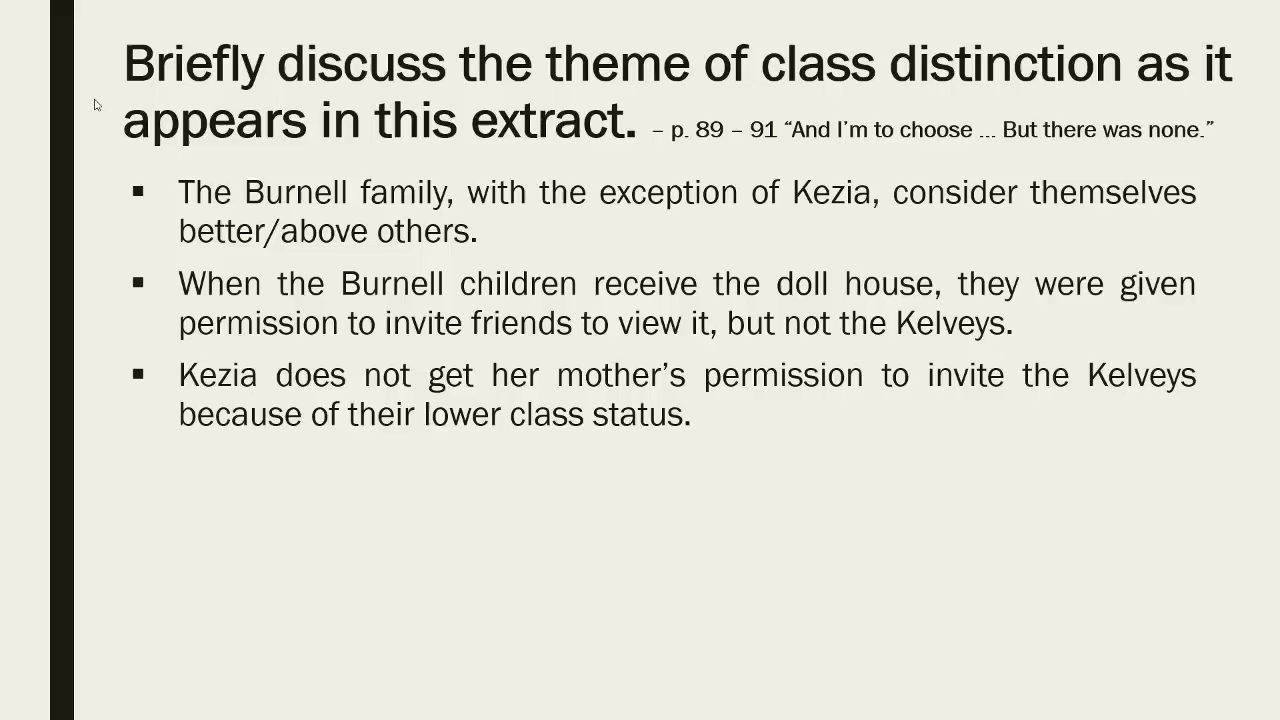 Briefly discuss the theme of class distinction as it
appears in this extract. – p. 89 – 91 “And I’m to choose ... But there was none.”
▪ The Burnell family, with the exception of Kezia, consider themselves
better/above others.
▪ When the Burnell children receive the doll house, they were given
permission to invite friends to view it, but not the Kelveys.
▪ Kezia does not get her mother’s permission to invite the Kelveys
because of their lower class status.